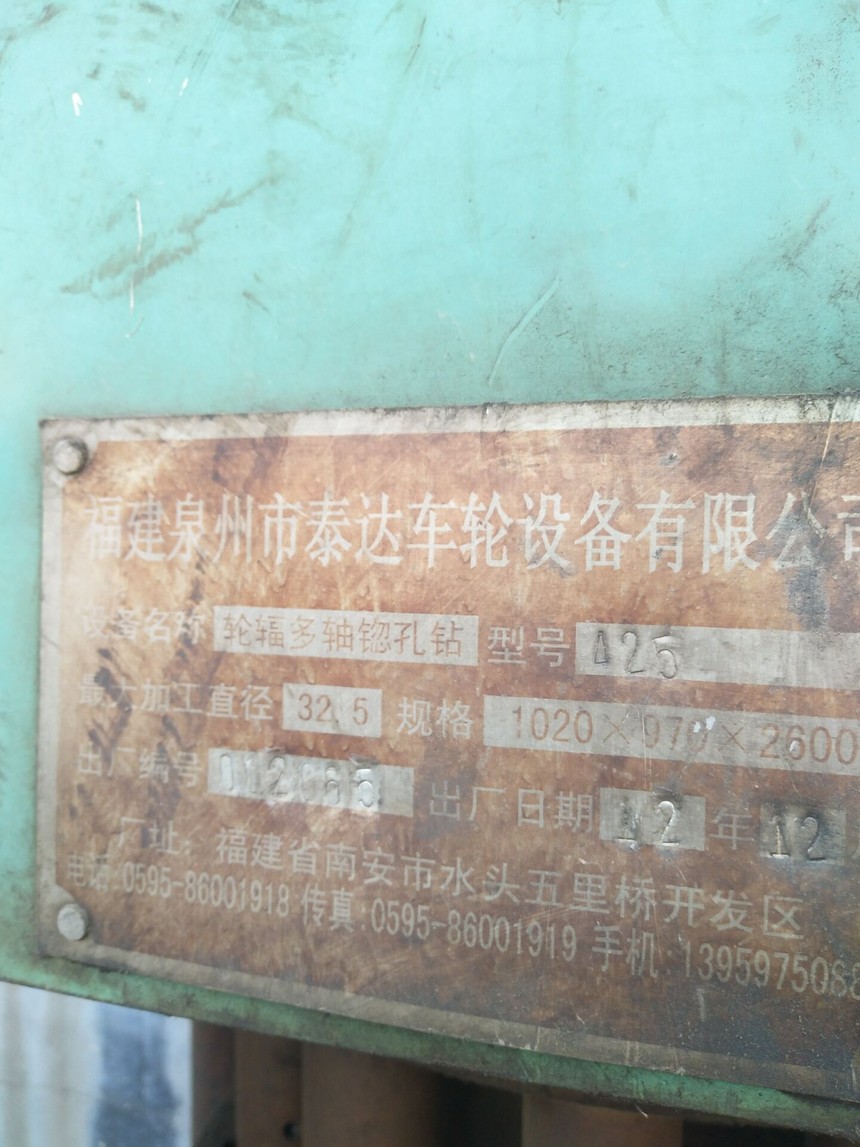 福建泉州市泰达车轮设备有限公司
设备名称 轮辐多轴锪孔钻 型号 425
最大加工直径 32.5 规格 1020×970×2600
出厂编号 出厂日期 12 年 12
厂址：福建省南安市水头五里桥开发区
电话:0595-86001918 传真:0595-86001919 手机:1395975088